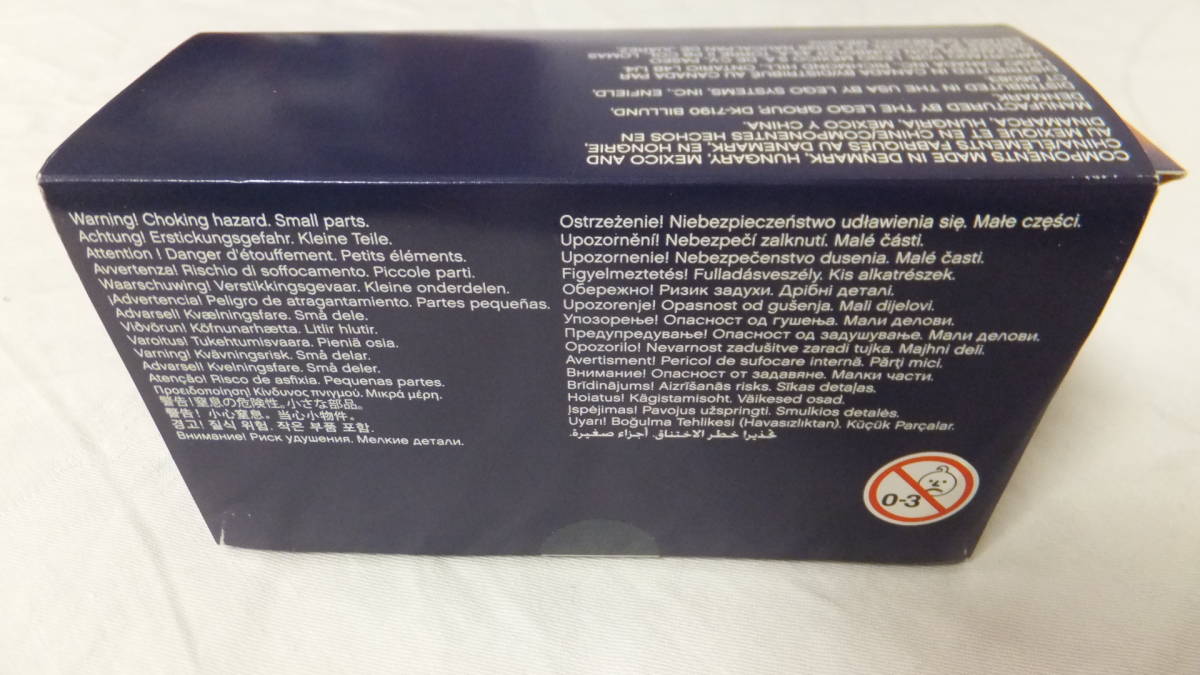 COMPONENTS MADE IN DENMARK, HUNGARY, MEXICO AND
CHINA/ÉLÉMENTS FABRIQUÉS AU DANEMARK, EN HONGRIE,
AU MEXIQUE ET EN CHINE/COMPONENTES HECHOS EN
DINAMARCA, HUNGRIA, MÉXICO Y CHINA.
MANUFACTURED BY THE LEGO GROUP, DK-7190 BILLUND,
DENMARK.
DISTRIBUTED IN THE USA BY LEGO SYSTEMS, INC, ENFIELD,
Warning! Choking hazard. Small parts.
Achtung! Erstickungsgefahr. Kleine Teile.
Attention ! Danger d'étouffement. Petits éléments.
Avvertenza! Rischio di soffocamento. Piccole parti.
Waarschuwing! Verstikkingsgevaar. Kleine onderdelen.
¡Advertencia! Peligro de atragantamiento. Partes pequeñas.
Advarsel! Kvælningsfare. Små dele.
Viðvörun! Köfnunarhætta. Litlir hlutir.
Varoitus! Tukehtumisvaara. Pieniä osia.
Varning! Kvävningsrisk. Små delar.
Advarsel! Kvelningsfare. Små deler.
Atenção! Risco de asfixia. Pequenas partes.
Προειδοποίηση! Κίνδυνος πνιγμού. Μικρά μέρη.
警告！窒息の危険性。小さな部品。
警告！小心窒息。当心小物件。
경고! 질식 위험. 작은 부품 포함.
Внимание! Риск удушения. Мелкие детали.
Ostrzeżenie! Niebezpieczeństwo udławienia się. Małe części.
Upozornění! Nebezpečí zalknutí. Malé části.
Upozornenie! Nebezpečenstvo dusenia. Malé časti.
Figyelmeztetés! Fulladásveszély. Kis alkatrészek.
Обережно! Ризик задухи. Дрібні деталі.
Upozorenje! Opasnost od gušenja. Mali dijelovi.
Упозорење! Опасност од гушења. Мали делови.
Предупредување! Опасност од задушување. Мали делови.
Opozorilo! Nevarnost zadušitve zaradi tujka. Majhni deli.
Avertisment! Pericol de sufocare internă. Părţi mici.
Внимание! Опасност от задавяне. Малки части.
Brīdinājums! Aizrīšanās risks. Sīkas detaļas.
Hoiatus! Kägistamisoht. Väikesed osad.
Įspėjimas! Pavojus užspringti. Smulkios detalės.
Uyarı! Boğulma Tehlikesi (Havasızlıktan). Küçük Parçalar.
تحذير! خطر الاختناق. أجزاء صغيرة.
0-3